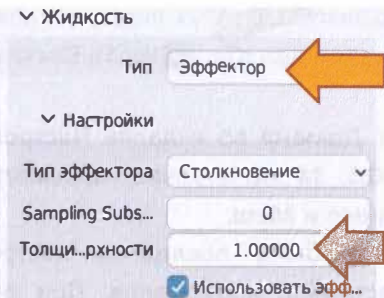 Жидкость
Тип Эффектор
Настройки
Тип эффектора Столкновение
Sampling Subs... 0
Толщи...рхности 1.00000
Использовать эфф...